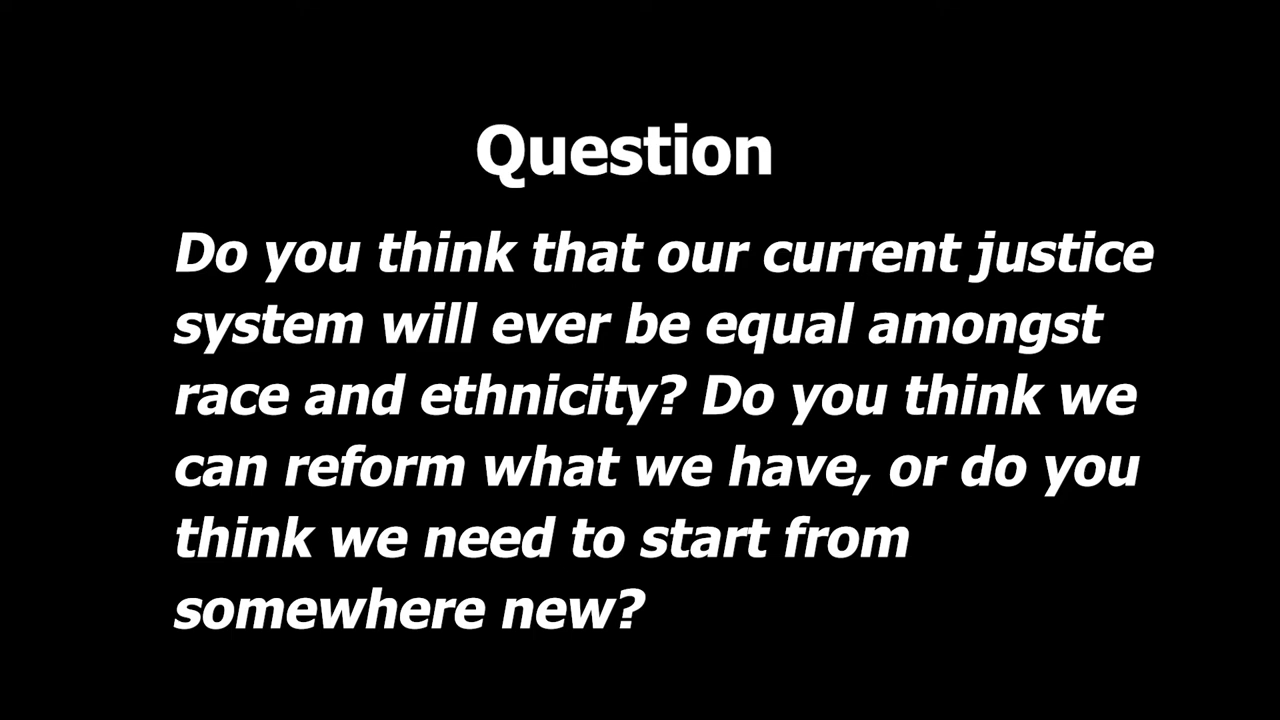 Question
Do you think that our current justice
system will ever be equal amongst
race and ethnicity? Do you think we
can reform what we have, or do you
think we need to start from
somewhere new?